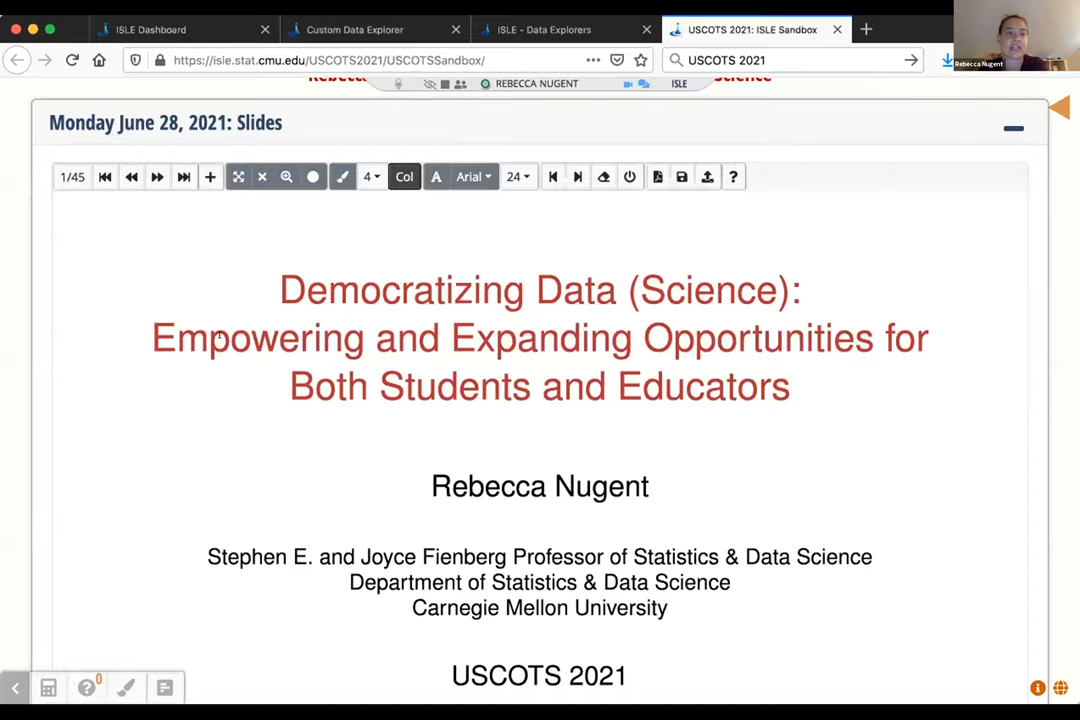 ISLE Dashboard
Custom Data Explorer
ISLE - Data Explorers
USCOTS 2021: ISLE Sandbox
https://isle.stat.cmu.edu/USCOTS2021/USCOTSSandbox/
USCOTS 2021
Rebecca Nugent
REBECCA NUGENT
ISLE
Monday June 28, 2021: Slides
1/45
4
Col
A
Arial
24
?
Democratizing Data (Science):
Empowering and Expanding Opportunities for
Both Students and Educators
Rebecca Nugent
Stephen E. and Joyce Fienberg Professor of Statistics & Data Science
Department of Statistics & Data Science
Carnegie Mellon University
USCOTS 2021
0